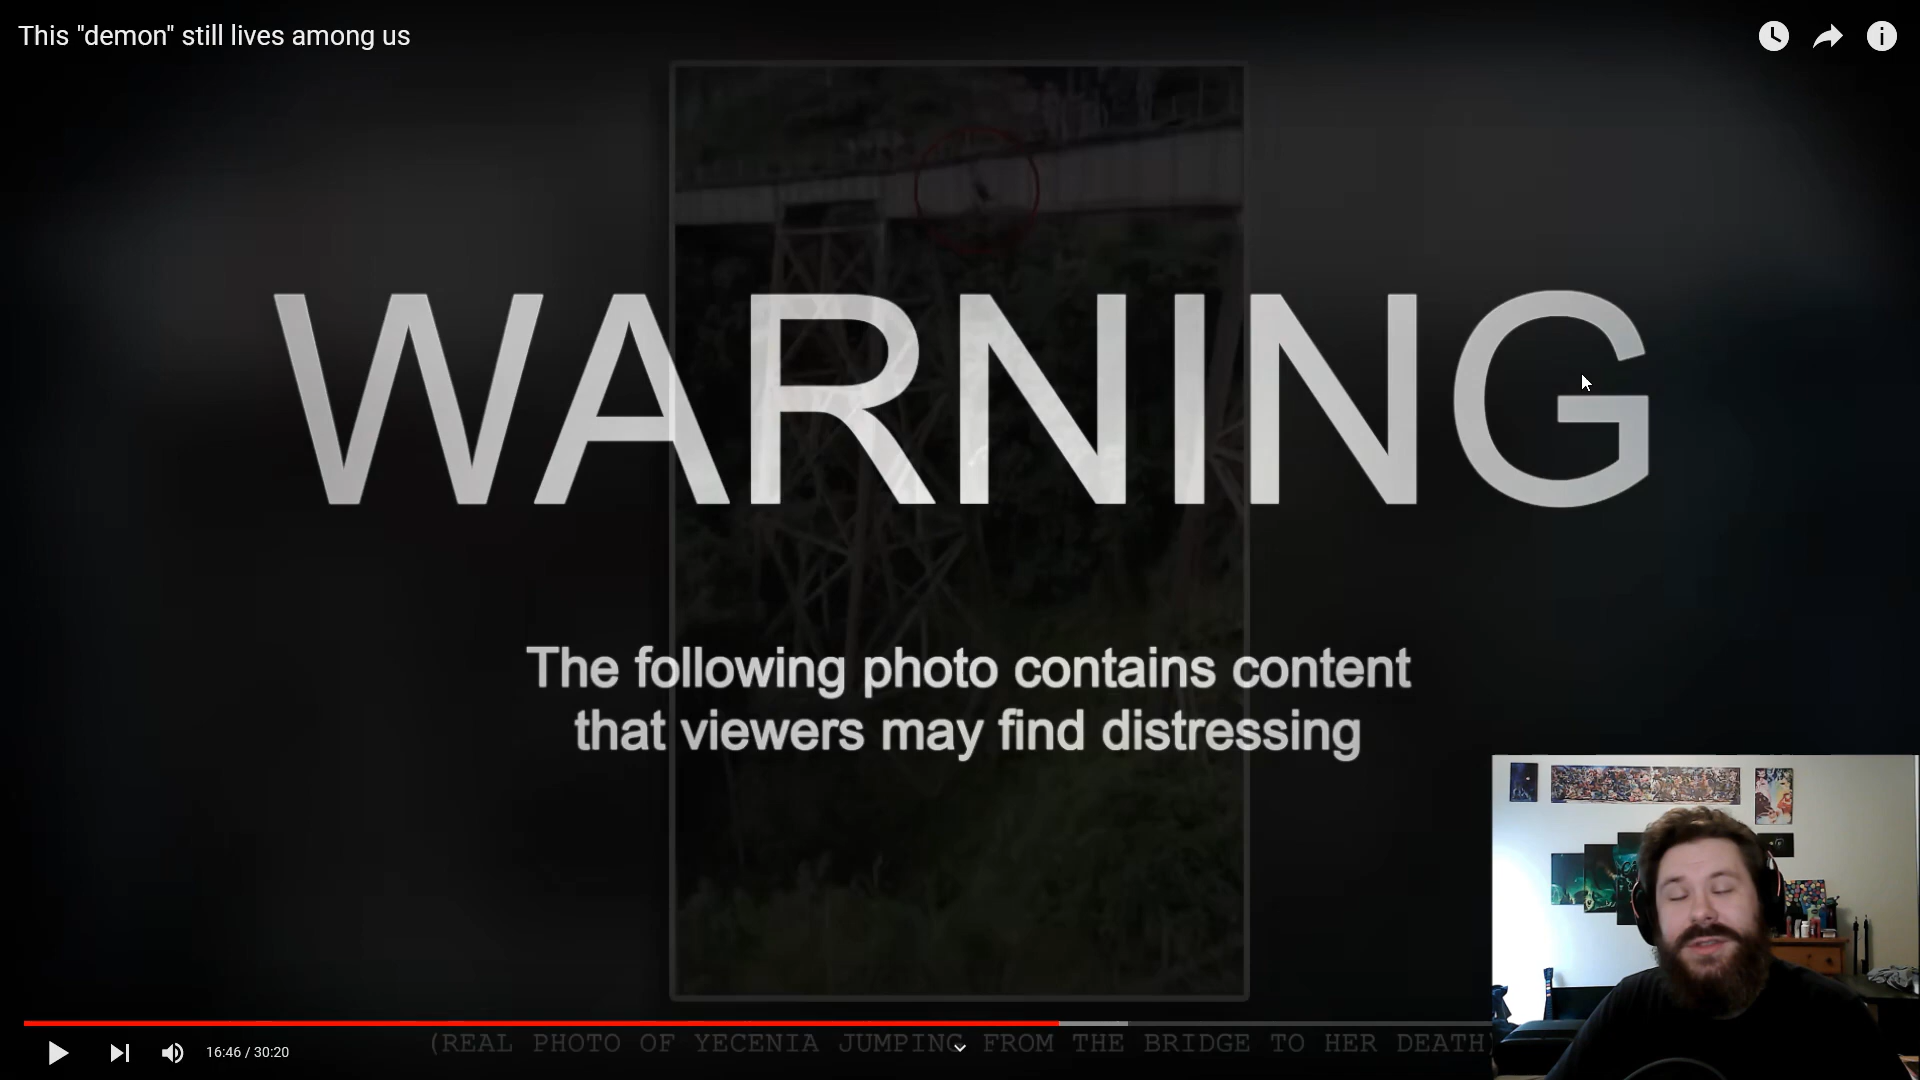 This "demon" still lives among us
WARNING
The following photo contains content
that viewers may find distressing
16:46 / 30:20
(REAL PHOTO OF YECENIA JUMPING FROM THE BRIDGE TO HER DEATH)